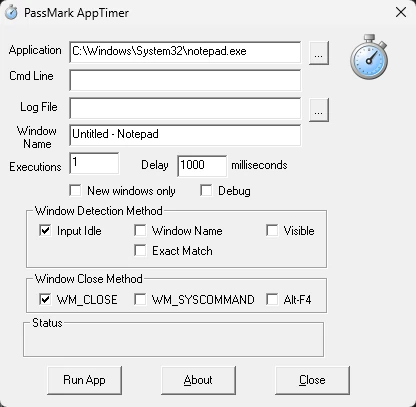 PassMark AppTimer
Application C:\Windows\System32\notepad.exe ...
Cmd Line
Log File ...
Window Name Untitled - Notepad
Executions 1 Delay 1000 milliseconds
New windows only Debug
Window Detection Method
Input Idle Window Name Visible
Exact Match
Window Close Method
WM_CLOSE WM_SYSCOMMAND Alt-F4
Status
Run App About Close